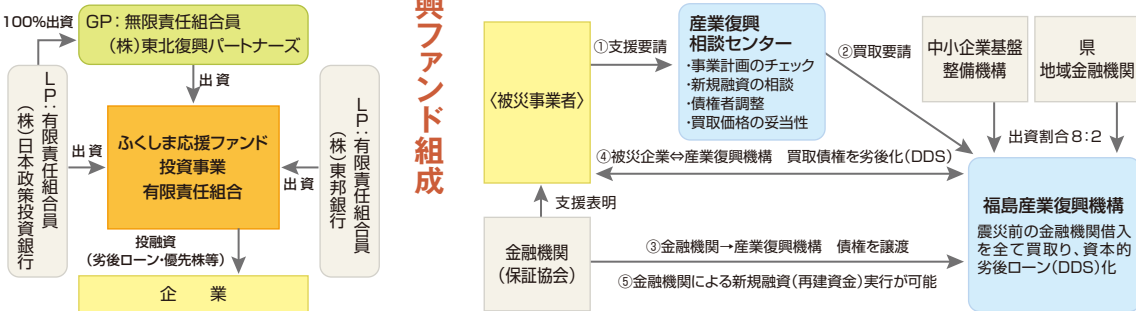 100%出資
GP：無限責任組合員
（株）東北復興パートナーズ
出資
LP：有限責任組合員
（株）日本政策投資銀行
出資
ふくしま応援ファンド
投資事業
有限責任組合
出資
LP：有限責任組合員
（株）東邦銀行
投融資
（劣後ローン・優先株等）
企　業
興ファンド組成
〈被災事業者〉
①支援要請
産業復興
相談センター
・事業計画のチェック
・新規融資の相談
・債権者調整
・買取価格の妥当性
②買取要請
中小企業基盤
整備機構
県
地域金融機関
出資割合8：2
④被災企業⇔産業復興機構　買取債権を劣後化（DDS）
支援表明
金融機関
（保証協会）
③金融機関→産業復興機構　債権を譲渡
⑤金融機関による新規融資（再建資金）実行が可能
福島産業復興機構
震災前の金融機関借入
を全て買取り、資本的
劣後ローン（DDS）化